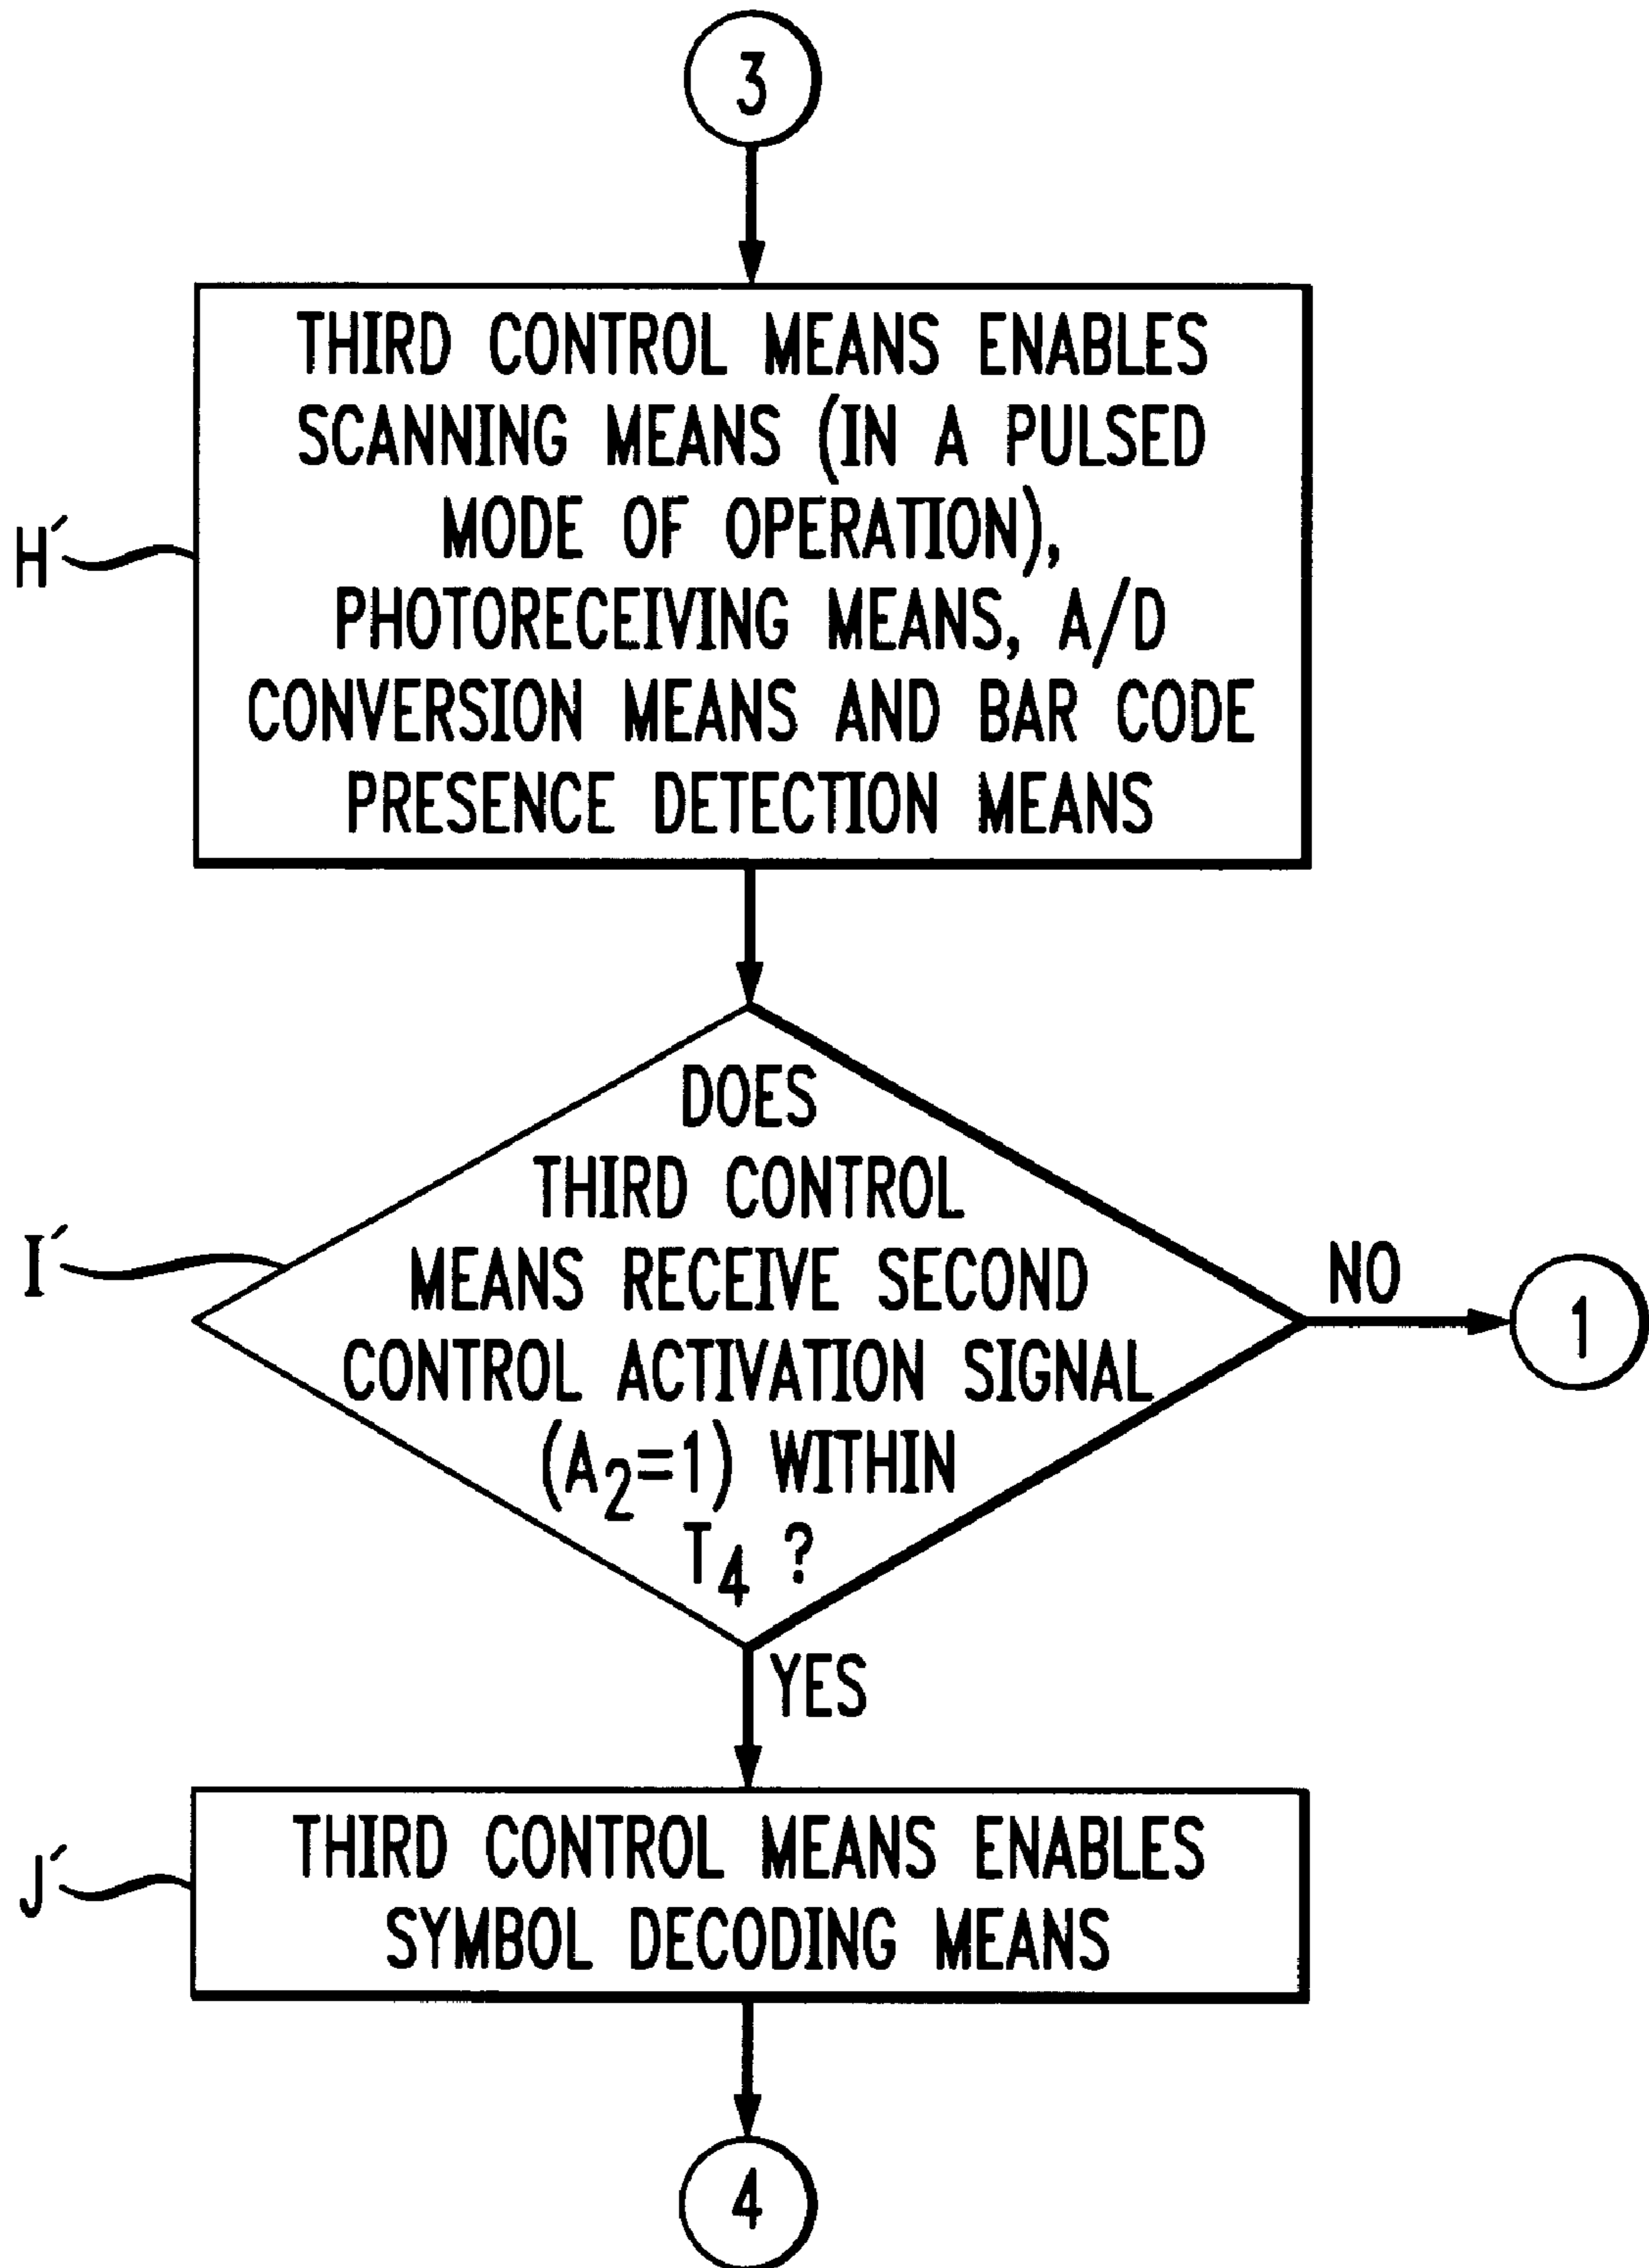 3
THIRD CONTROL MEANS ENABLES
SCANNING MEANS (IN A PULSED
MODE OF OPERATION),
PHOTORECEIVING MEANS, A/D
CONVERSION MEANS AND BAR CODE
PRESENCE DETECTION MEANS
H´
DOES
THIRD CONTROL
MEANS RECEIVE SECOND
CONTROL ACTIVATION SIGNAL
(A₂=1) WITHIN
T₄ ?
I´
NO
1
YES
THIRD CONTROL MEANS ENABLES
SYMBOL DECODING MEANS
J´
4